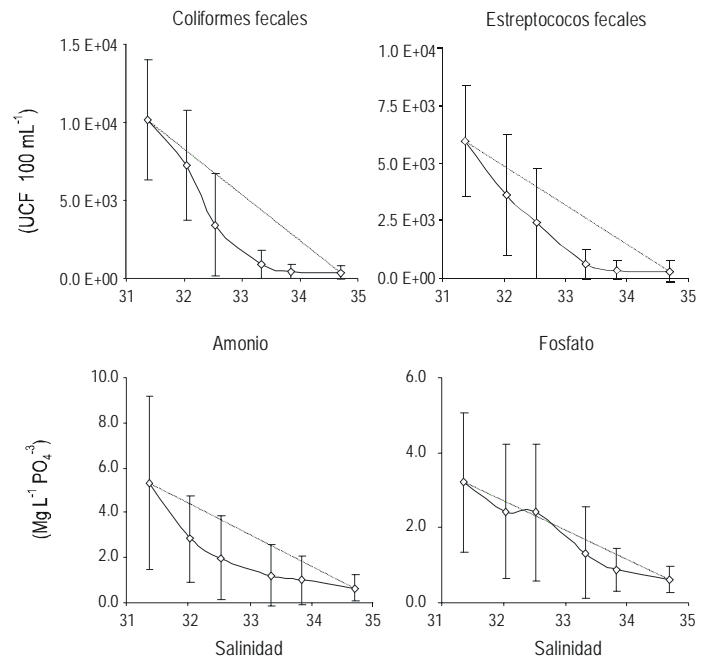 Coliformes fecales
Estreptococos fecales
(UCF 100 mL⁻¹)
1.5 E+04
1.0 E+04
5.0 E+03
0.0 E+00
31 32 33 34 35
1.0 E+04
7.5 E+03
5.0 E+03
2.5 E+03
0.0 E+00
31 32 33 34 35
Amonio
Fosfato
(Mg L⁻¹ PO₄⁻³)
10.0
8.0
6.0
4.0
2.0
0.0
31 32 33 34 35
Salinidad
6.0
4.0
2.0
0.0
31 32 33 34 35
Salinidad